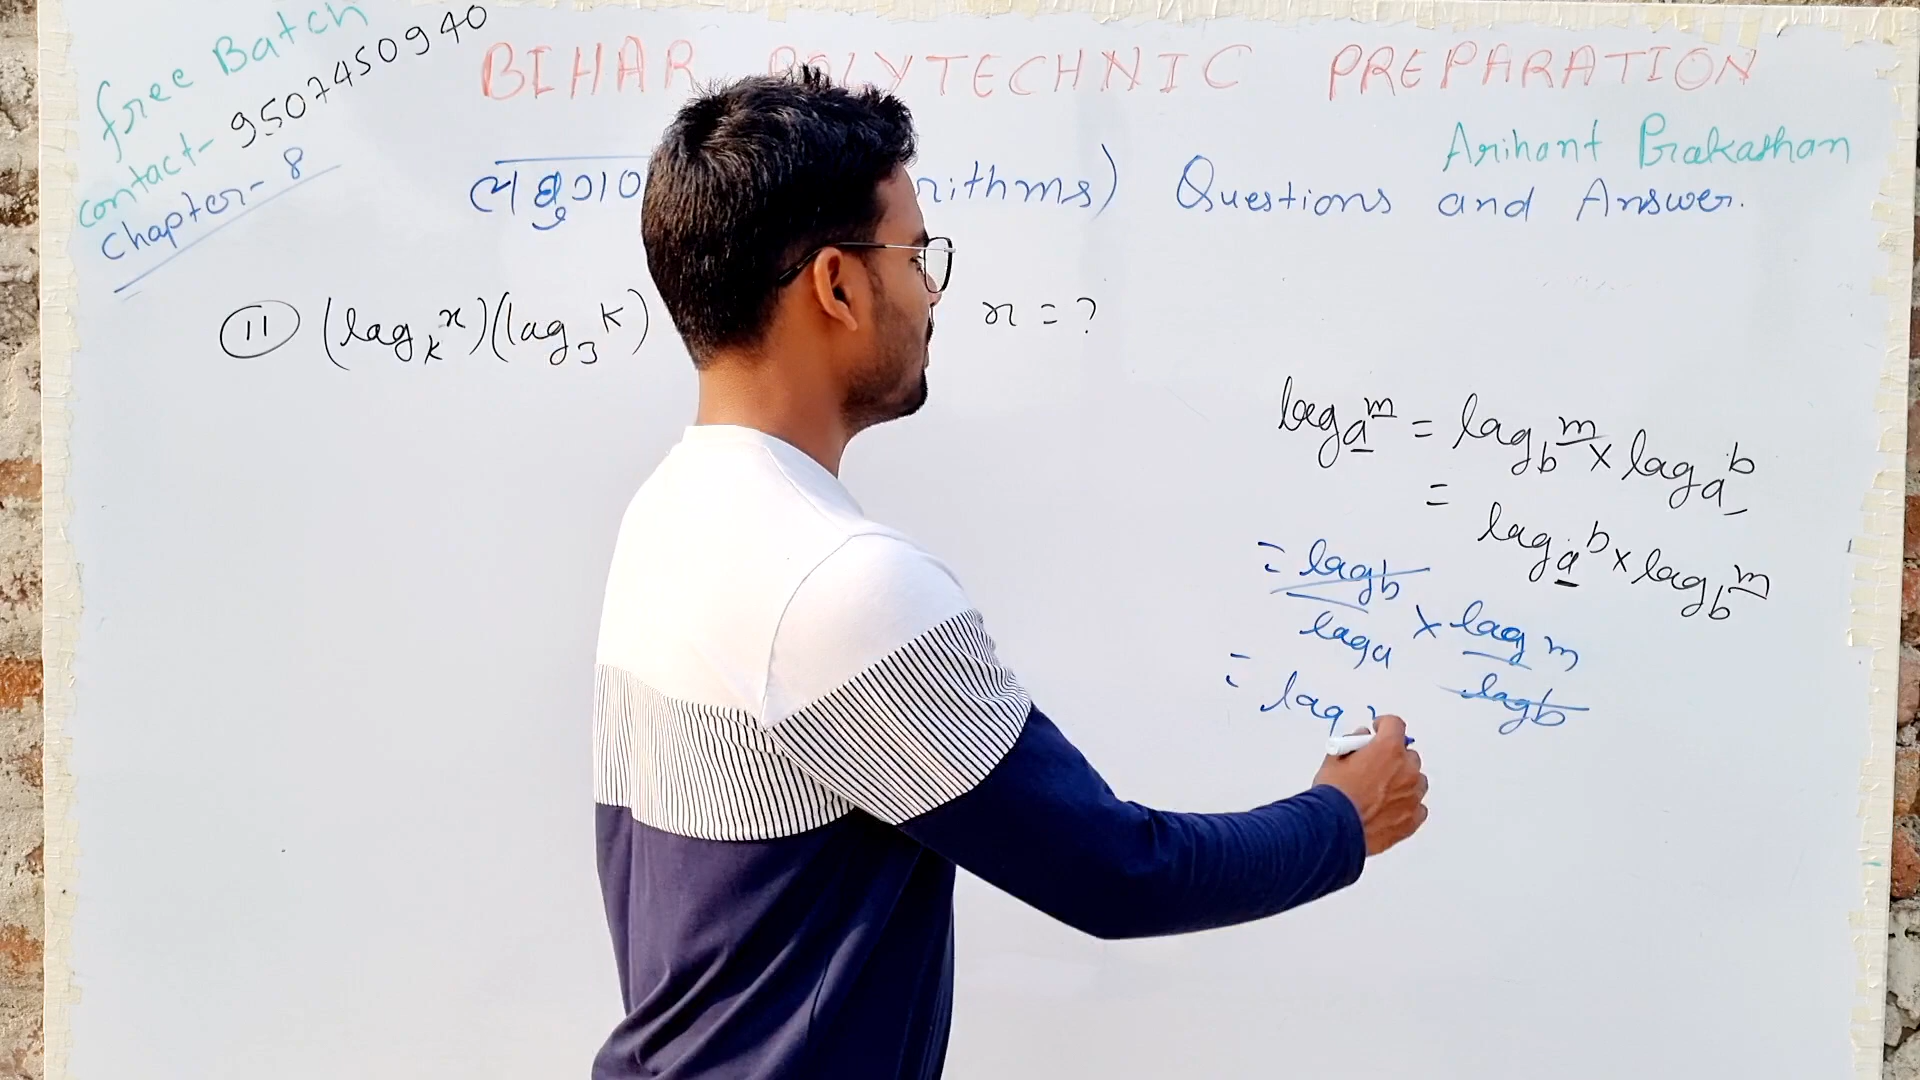 free Batch
contact- 9507450940
Chapter- 8
BIHAR POLYTECHNIC PREPARATION
Arihant Prakashan
rithms) Questions and Answer.
11 (log_k x)(log_3 k) x = ?
log_a m = log_b m × log_a b
= log_a b × log_b m
= log b / log a × log m / log b
= log